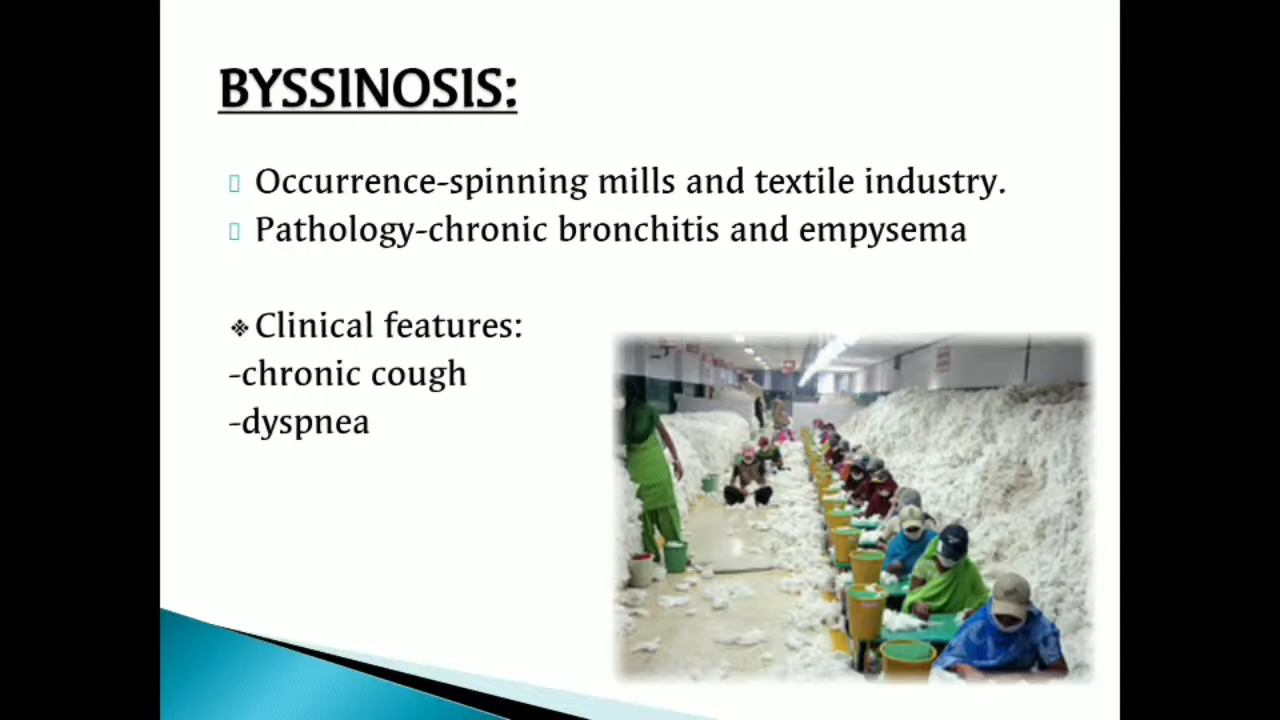 BYSSINOSIS:
Occurrence-spinning mills and textile industry.
Pathology-chronic bronchitis and empysema
❖Clinical features:
-chronic cough
-dyspnea